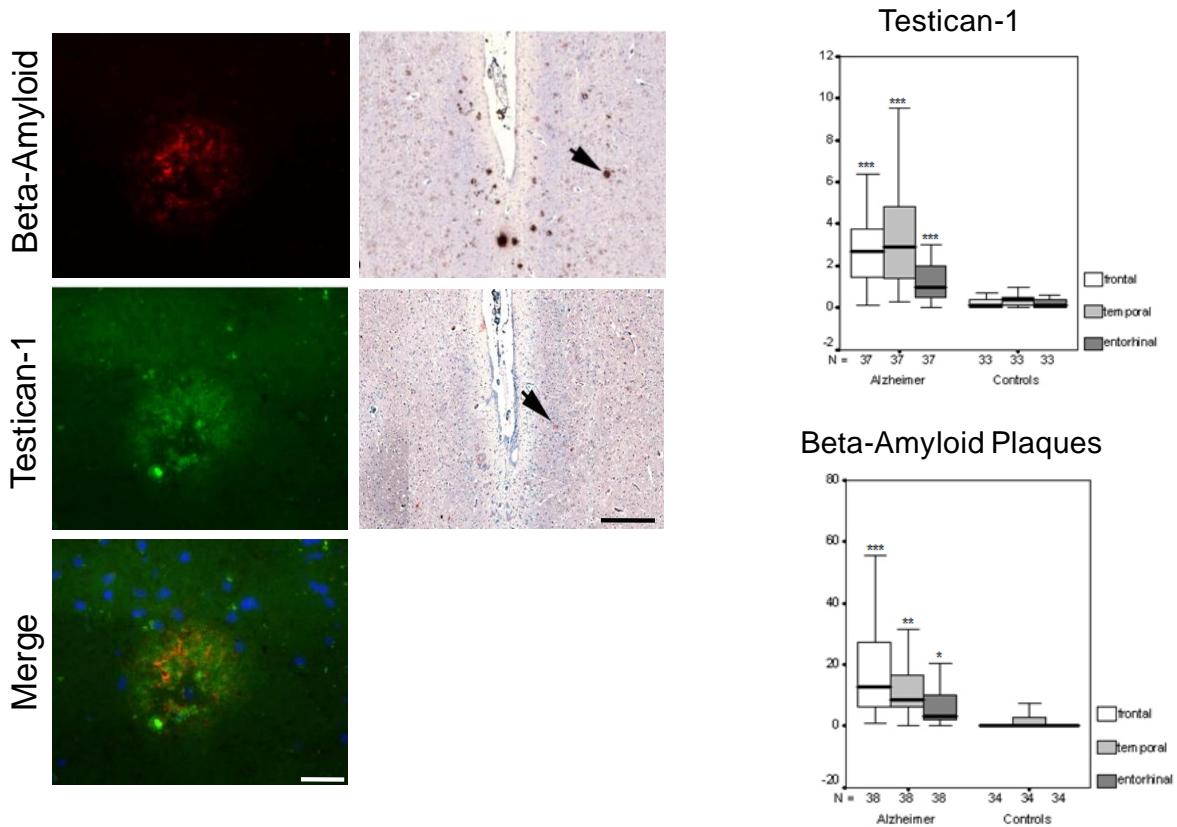 Beta-Amyloid
Testican-1
Merge
Testican-1
12
10
8
6
4
2
0
-2
***
***
***
N = 37 37 37 33 33 33
Alzheimer Controls
frontal
temporal
entorhinal
Beta-Amyloid Plaques
80
60
40
20
0
-20
***
**
*
N = 38 38 38 34 34 34
Alzheimer Controls
frontal
temporal
entorhinal